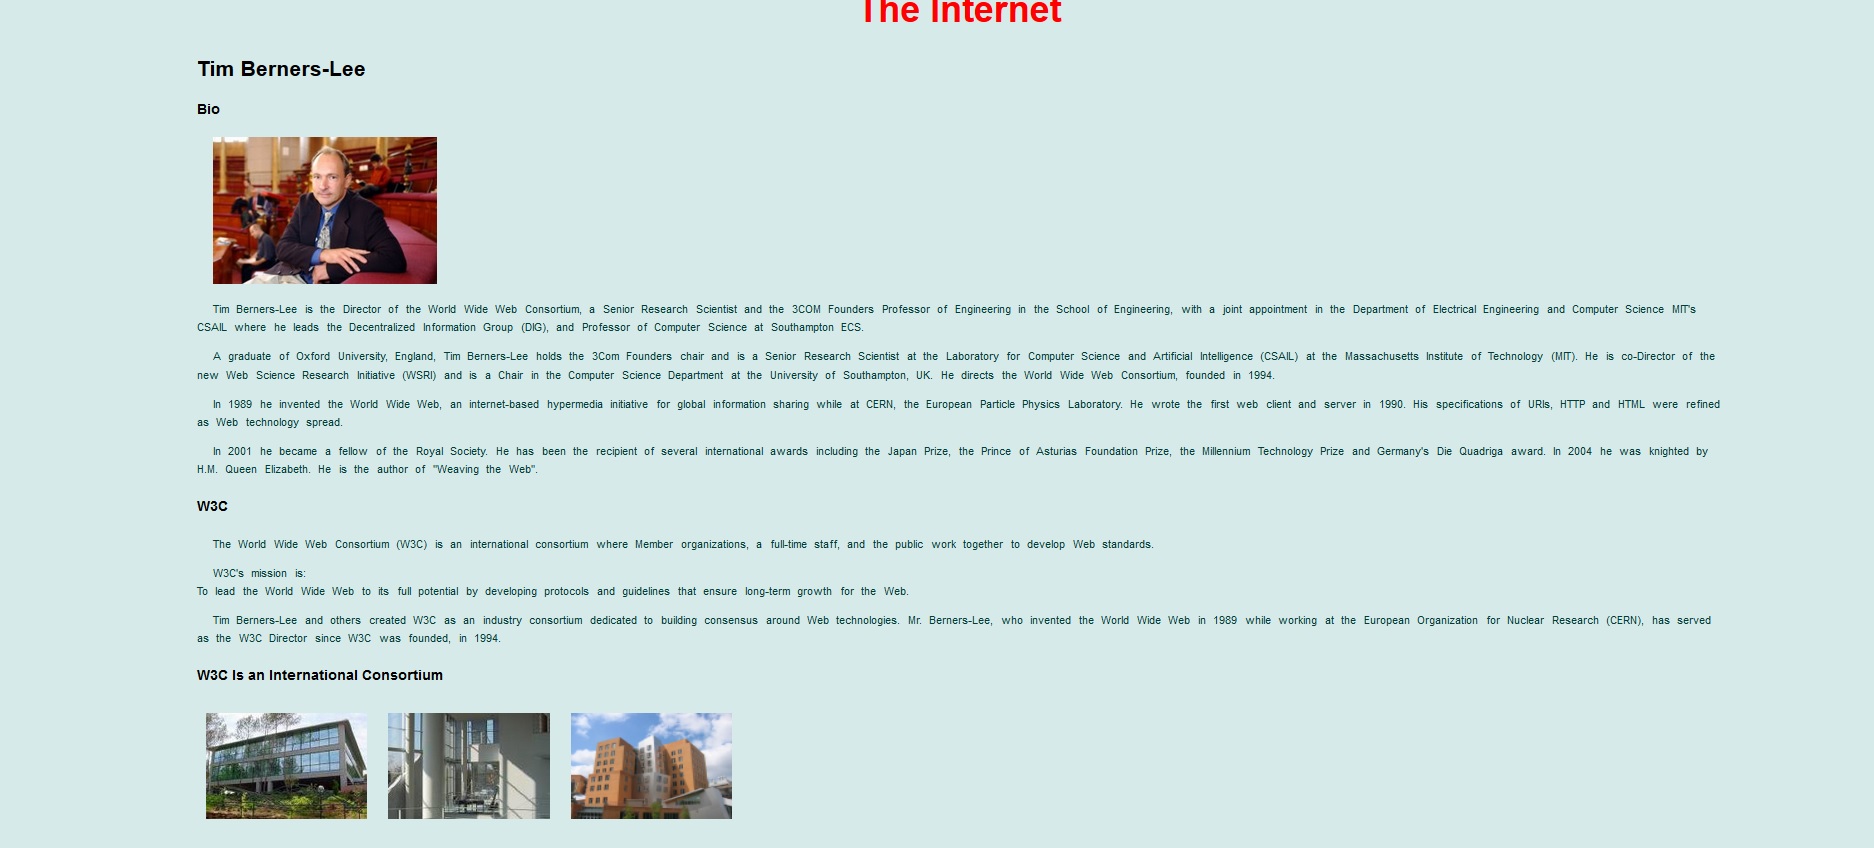 The Internet
Tim Berners-Lee
Bio
Tim Berners-Lee is the Director of the World Wide Web Consortium, a Senior Research Scientist and the 3COM Founders Professor of Engineering in the School of Engineering, with a joint appointment in the Department of Electrical Engineering and Computer Science MIT's
CSAIL where he leads the Decentralized Information Group (DIG), and Professor of Computer Science at Southampton ECS.
A graduate of Oxford University, England, Tim Berners-Lee holds the 3Com Founders chair and is a Senior Research Scientist at the Laboratory for Computer Science and Artificial Intelligence (CSAIL) at the Massachusetts Institute of Technology (MIT). He is co-Director of the
new Web Science Research Initiative (WSRI) and is a Chair in the Computer Science Department at the University of Southampton, UK. He directs the World Wide Web Consortium, founded in 1994.
In 1989 he invented the World Wide Web, an internet-based hypermedia initiative for global information sharing while at CERN, the European Particle Physics Laboratory. He wrote the first web client and server in 1990. His specifications of URIs, HTTP and HTML were refined
as Web technology spread.
In 2001 he became a fellow of the Royal Society. He has been the recipient of several international awards including the Japan Prize, the Prince of Asturias Foundation Prize, the Millennium Technology Prize and Germany's Die Quadriga award. In 2004 he was knighted by
H.M. Queen Elizabeth. He is the author of "Weaving the Web".
W3C
The World Wide Web Consortium (W3C) is an international consortium where Member organizations, a full-time staff, and the public work together to develop Web standards.
W3C's mission is:
To lead the World Wide Web to its full potential by developing protocols and guidelines that ensure long-term growth for the Web.
Tim Berners-Lee and others created W3C as an industry consortium dedicated to building consensus around Web technologies. Mr. Berners-Lee, who invented the World Wide Web in 1989 while working at the European Organization for Nuclear Research (CERN), has served
as the W3C Director since W3C was founded, in 1994.
W3C Is an International Consortium